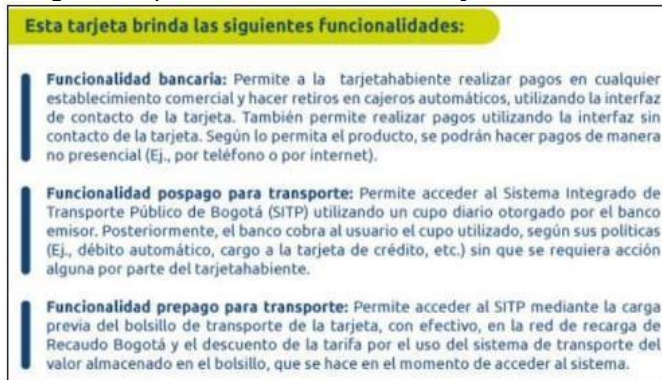 Esta tarjeta brinda las siguientes funcionalidades:
Funcionalidad bancaria: Permite a la tarjetahabiente realizar pagos en cualquier
establecimiento comercial y hacer retiros en cajeros automáticos, utilizando la interfaz
de contacto de la tarjeta. También permite realizar pagos utilizando la interfaz sin
contacto de la tarjeta. Según lo permita el producto, se podrán hacer pagos de manera
no presencial (Ej., por teléfono o por internet).
Funcionalidad pospago para transporte: Permite acceder al Sistema Integrado de
Transporte Público de Bogotá (SITP) utilizando un cupo diario otorgado por el banco
emisor. Posteriormente, el banco cobra al usuario el cupo utilizado, según sus políticas
(Ej., débito automático, cargo a la tarjeta de crédito, etc.) sin que se requiera acción
alguna por parte del tarjetahabiente.
Funcionalidad prepago para transporte: Permite acceder al SITP mediante la carga
previa del bolsillo de transporte de la tarjeta, con efectivo, en la red de recarga de
Recaudo Bogotá y el descuento de la tarifa por el uso del sistema de transporte del
valor almacenado en el bolsillo, que se hace en el momento de acceder al sistema.